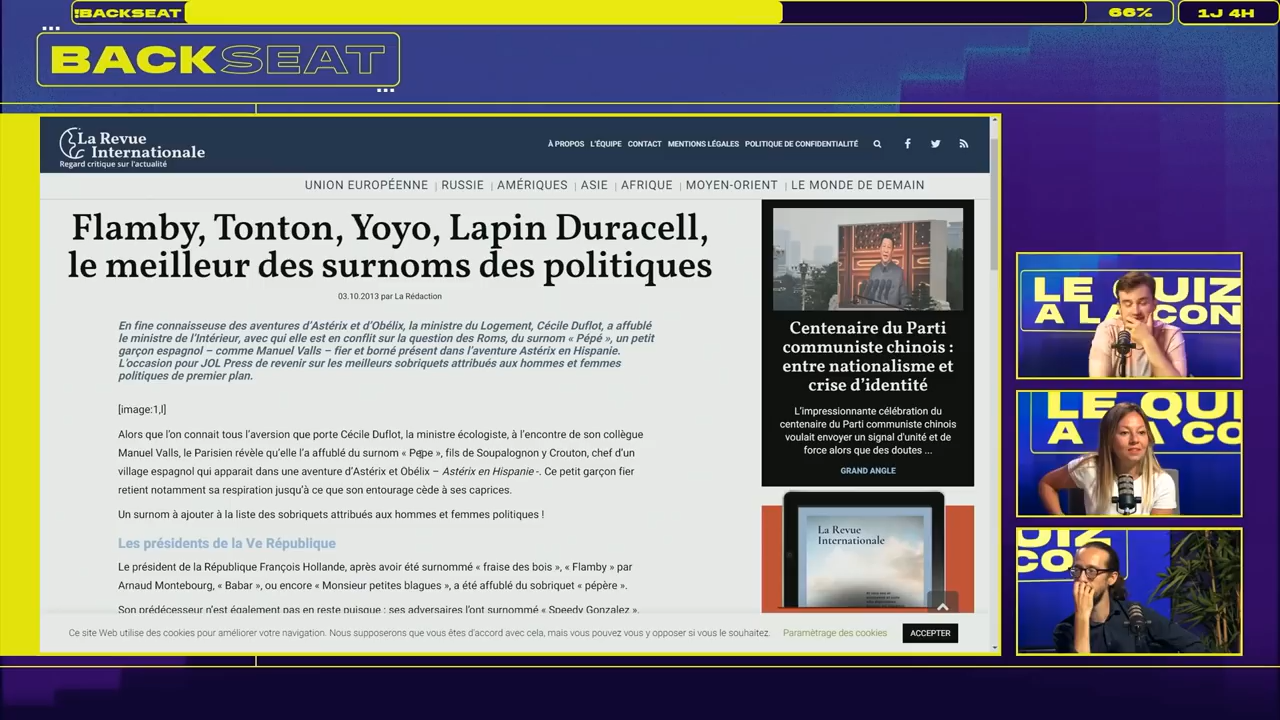 !BACKSEAT
66%
1J 4H
BACKSEAT
La Revue
Internationale
Regard critique sur l'actualité
À PROPOS L'ÉQUIPE CONTACT MENTIONS LÉGALES POLITIQUE DE CONFIDENTIALITÉ
UNION EUROPÉENNE | RUSSIE | AMÉRIQUES | ASIE | AFRIQUE | MOYEN-ORIENT | LE MONDE DE DEMAIN
Flamby, Tonton, Yoyo, Lapin Duracell,
le meilleur des surnoms des politiques
03.10.2013 par La Rédaction
En fine connaisseuse des aventures d'Astérix et d'Obélix, la ministre du Logement, Cécile Duflot, a affublé
le ministre de l'Intérieur, avec qui elle est en conflit sur la question des Roms, du surnom « Pépé », un petit
garçon espagnol – comme Manuel Valls – fier et borné présent dans l'aventure Astérix en Hispanie.
L'occasion pour JOL Press de revenir sur les meilleurs sobriquets attribués aux hommes et femmes
politiques de premier plan.
[image:1,l]
Alors que l'on connait tous l'aversion que porte Cécile Duflot, la ministre écologiste, à l'encontre de son collègue
Manuel Valls, le Parisien révèle qu'elle l'a affublé du surnom « Pepe », fils de Soupalognon y Crouton, chef d'un
village espagnol qui apparait dans une aventure d'Astérix et Obélix – Astérix en Hispanie -. Ce petit garçon fier
retient notamment sa respiration jusqu'à ce que son entourage cède à ses caprices.
Un surnom à ajouter à la liste des sobriquets attribués aux hommes et femmes politiques !
Les présidents de la Ve République
Le président de la République François Hollande, après avoir été surnommé « fraise des bois », « Flamby » par
Arnaud Montebourg, « Babar », ou encore « Monsieur petites blagues », a été affublé du sobriquet « pépère ».
Son prédécesseur n'est également pas en reste puisque : ses adversaires l'ont surnommé « Speedy Gonzalez ».
Centenaire du Parti
communiste chinois :
entre nationalisme et
crise d'identité
L'impressionnante célébration du
centenaire du Parti communiste chinois
voulait envoyer un signal d'unité et de
force alors que des doutes ...
GRAND ANGLE
La Revue
Internationale
Ce site Web utilise des cookies pour améliorer votre navigation. Nous supposerons que vous êtes d'accord avec cela, mais vous pouvez vous y opposer si vous le souhaitez.
Paramètrage des cookies
ACCEPTER
LE QUIZ
A LA CON
LE QUI
A LA CO
QUIZ
CO